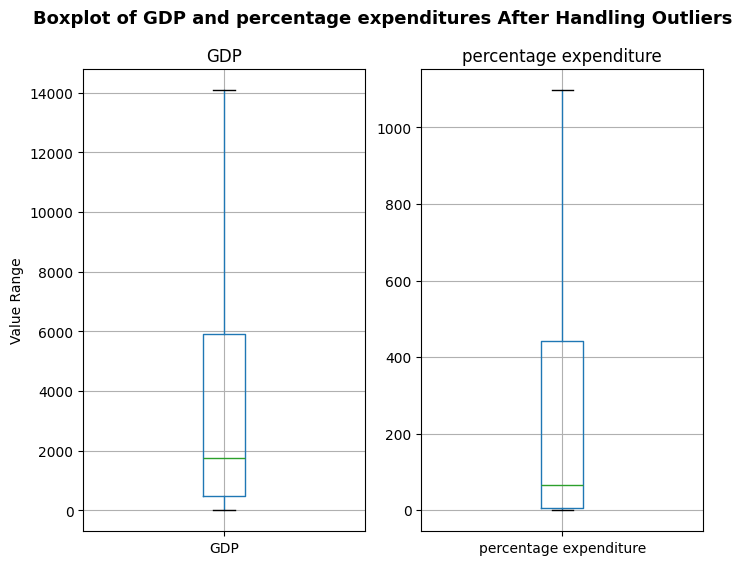 Boxplot of GDP and percentage expenditures After Handling Outliers
GDP
14000
12000
10000
8000
6000
4000
2000
0
Value Range
GDP
percentage expenditure
1000
800
600
400
200
0
percentage expenditure